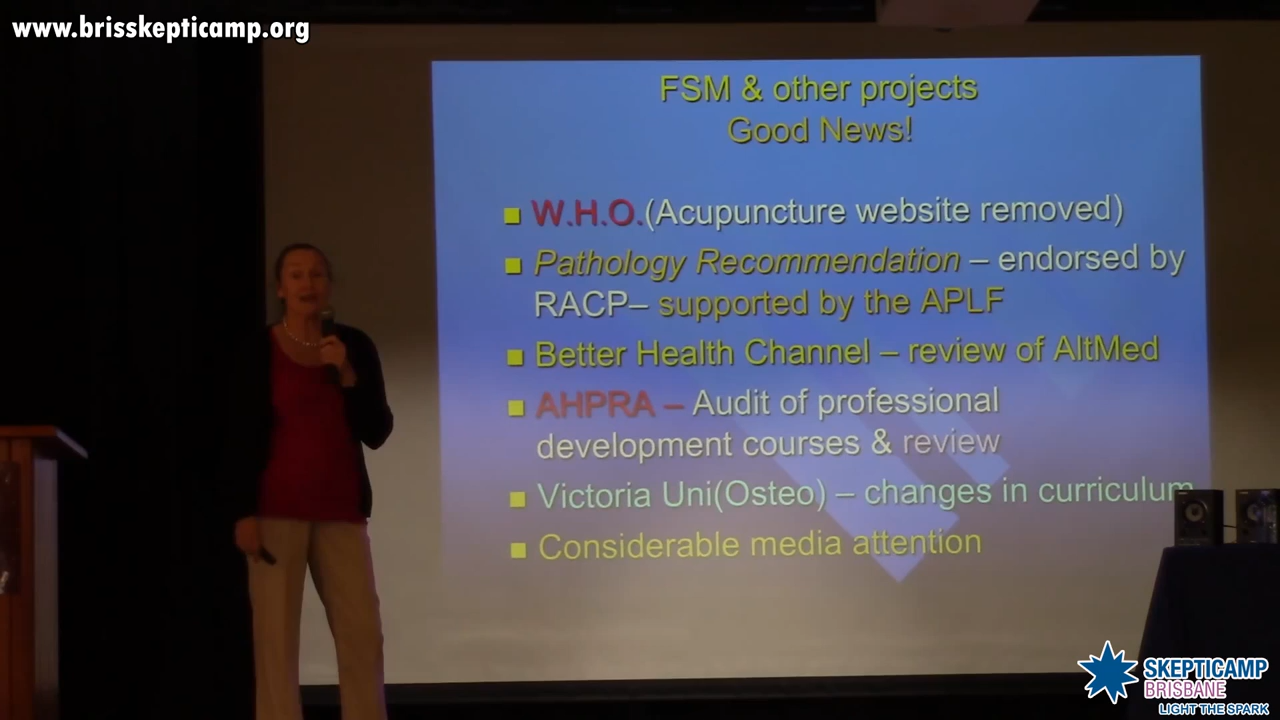 www.brisskepticamp.org
FSM & other projects
Good News!
W.H.O.(Acupuncture website removed)
Pathology Recommendation – endorsed by
RACP– supported by the APLF
Better Health Channel – review of AltMed
AHPRA – Audit of professional
development courses & review
Victoria Uni(Osteo) – changes in curriculum
Considerable media attention
SKEPTICAMP
BRISBANE
LIGHT THE SPARK